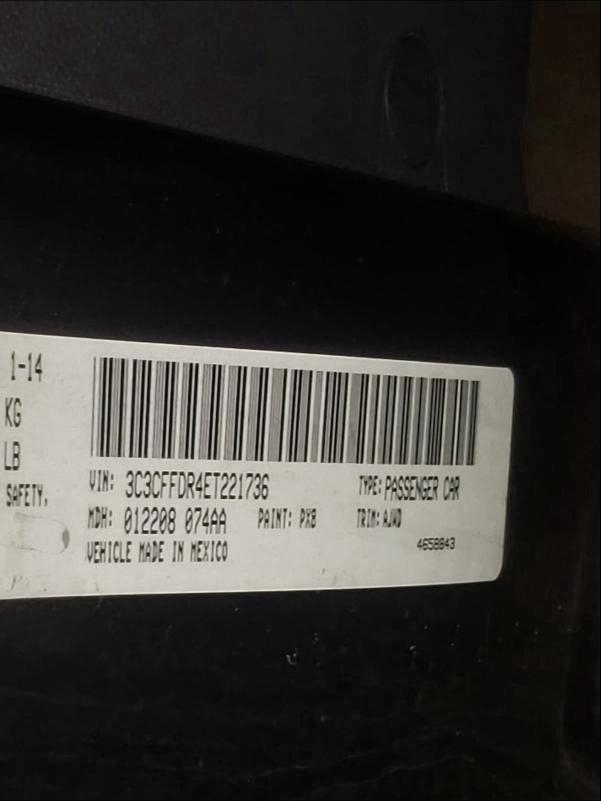 1-14
KG
LB
SAFETY,
VIN: 3C3CFFDR4ET221736 TYPE: PASSENGER CAR
MDH: 012208 074AA PAINT: PX8 TRIM: AJWD
VEHICLE MADE IN MEXICO 4658843